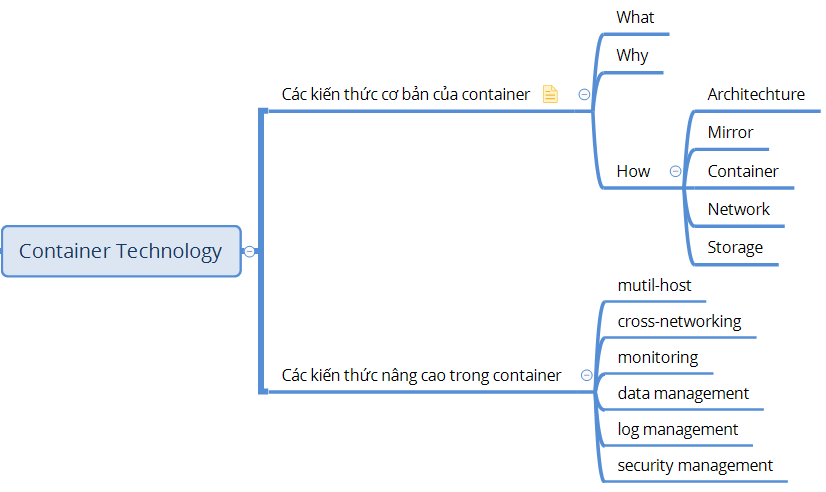 Container Technology
Các kiến thức cơ bản của container
What
Why
How
Architechture
Mirror
Container
Network
Storage
Các kiến thức nâng cao trong container
mutil-host
cross-networking
monitoring
data management
log management
security management